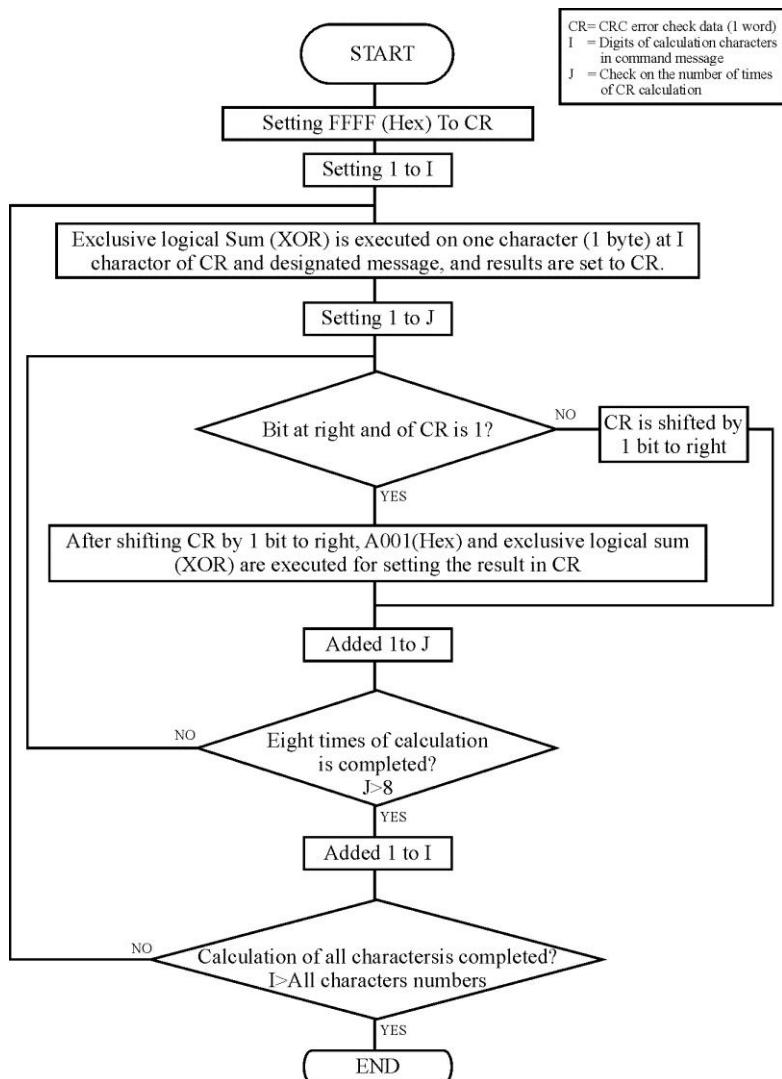 CR= CRC error check data (1 word)
I = Digits of calculation characters
in command message
J = Check on the number of times
of CR calculation
START
Setting FFFF (Hex) To CR
Setting 1 to I
Exclusive logical Sum (XOR) is executed on one character (1 byte) at I
charactor of CR and designated message, and results are set to CR.
Setting 1 to J
Bit at right and of CR is 1?
NO
CR is shifted by
1 bit to right
YES
After shifting CR by 1 bit to right, A001(Hex) and exclusive logical sum
(XOR) are executed for setting the result in CR
Added 1to J
NO
Eight times of calculation
is completed?
J>8
YES
Added 1 to I
NO
Calculation of all charactersis completed?
I>All characters numbers
YES
END